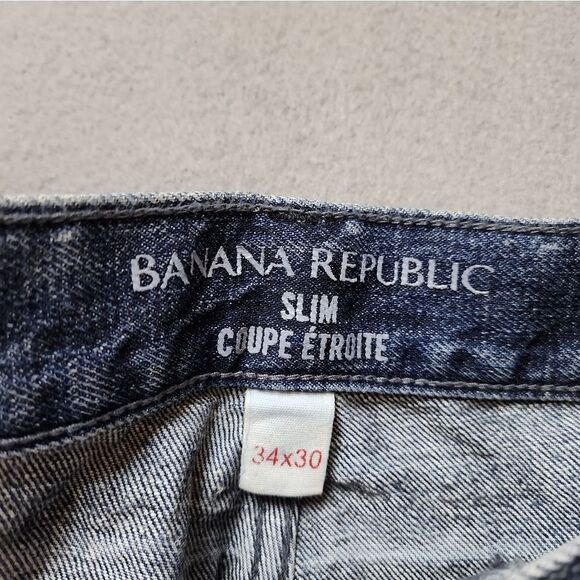 BANANA REPUBLIC
SLIM
COUPE ÉTROITE
34x30